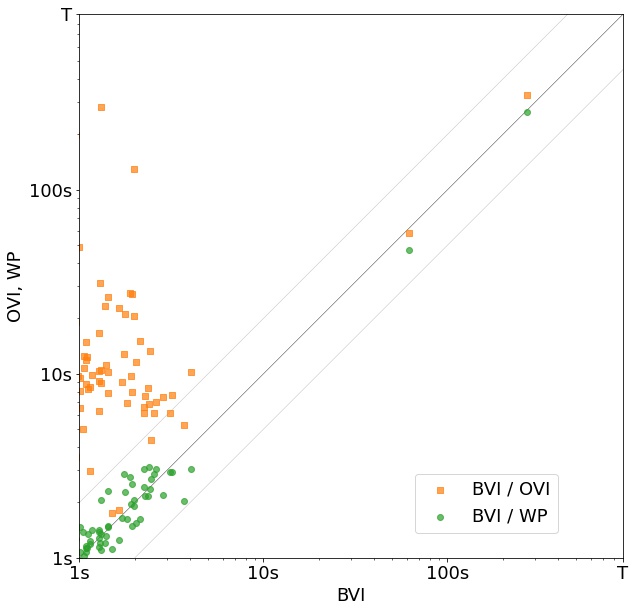 T
100s
10s
1s
OVI, WP
BVI / OVI
BVI / WP
1s
10s
100s
T
BVI